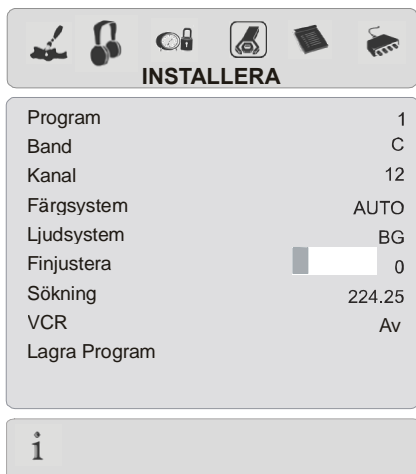 INSTALLERA
Program 1
Band C
Kanal 12
Färgsystem AUTO
Ljudsystem BG
Finjustera 0
Sökning 224.25
VCR Av
Lagra Program
i